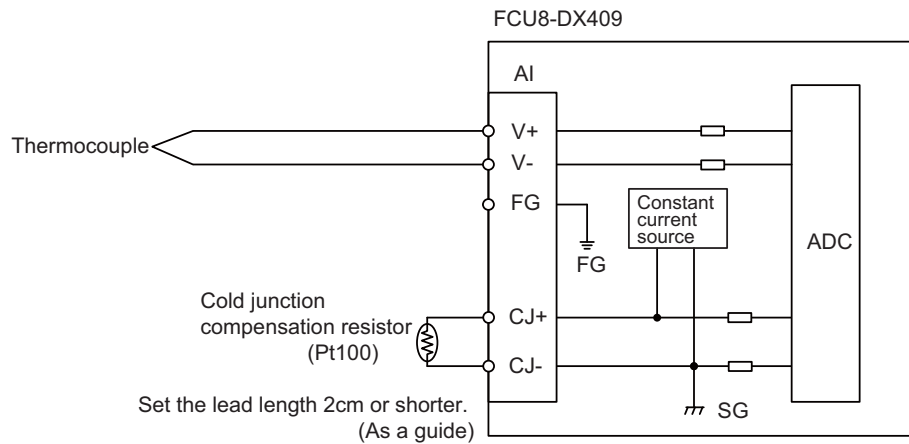 FCU8-DX409
AI
Thermocouple
V+
V-
FG
FG
Constant
current
source
ADC
Cold junction
compensation resistor
(Pt100)
CJ+
CJ-
SG
Set the lead length 2cm or shorter.
(As a guide)